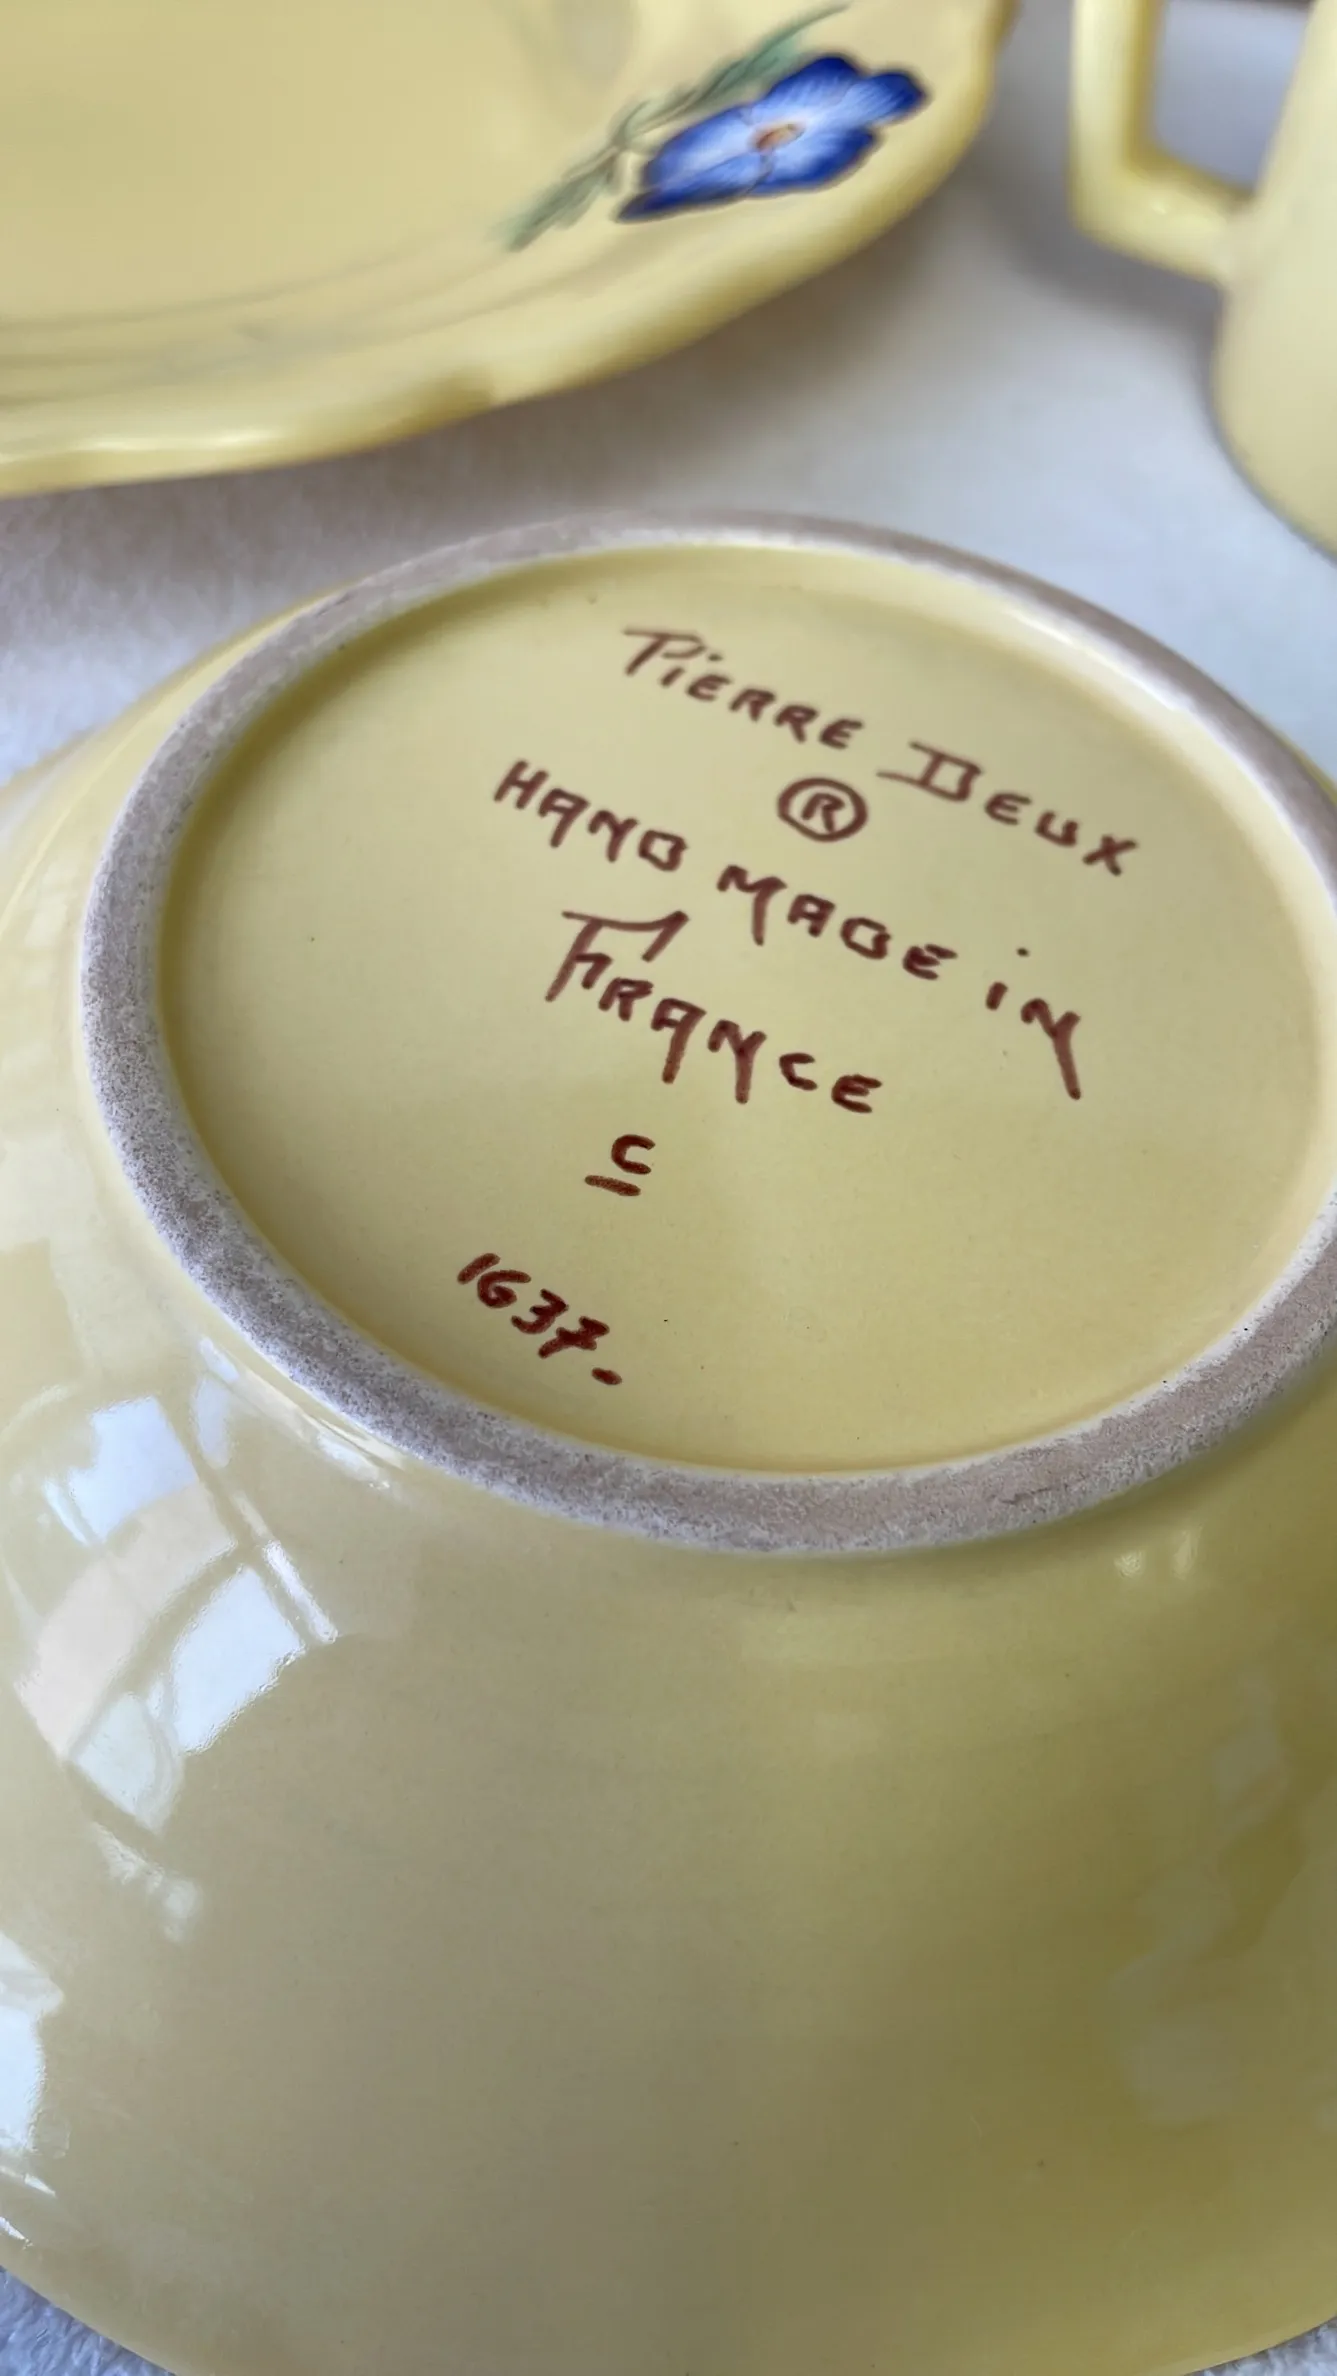 PiERRE DEUX
®
HAND MADE iN
FRANCE
C
1637.-